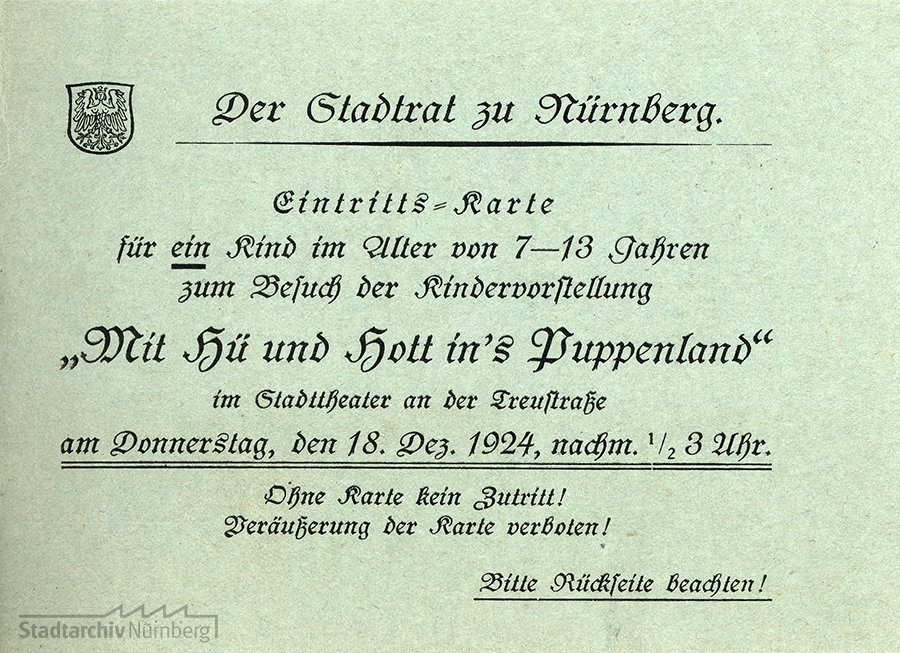 Der Stadtrat zu Nürnberg.
Eintritts=Karte
für ein Kind im Alter von 7—13 Jahren
zum Besuch der Kindervorstellung
„Mit Hü und Hott in's Puppenland“
im Stadttheater an der Treustraße
am Donnerstag, den 18. Dez. 1924, nachm. 1/2 3 Uhr.
Ohne Karte kein Zutritt!
Veräußerung der Karte verboten!
Bitte Rückseite beachten!
Stadtarchiv Nürnberg